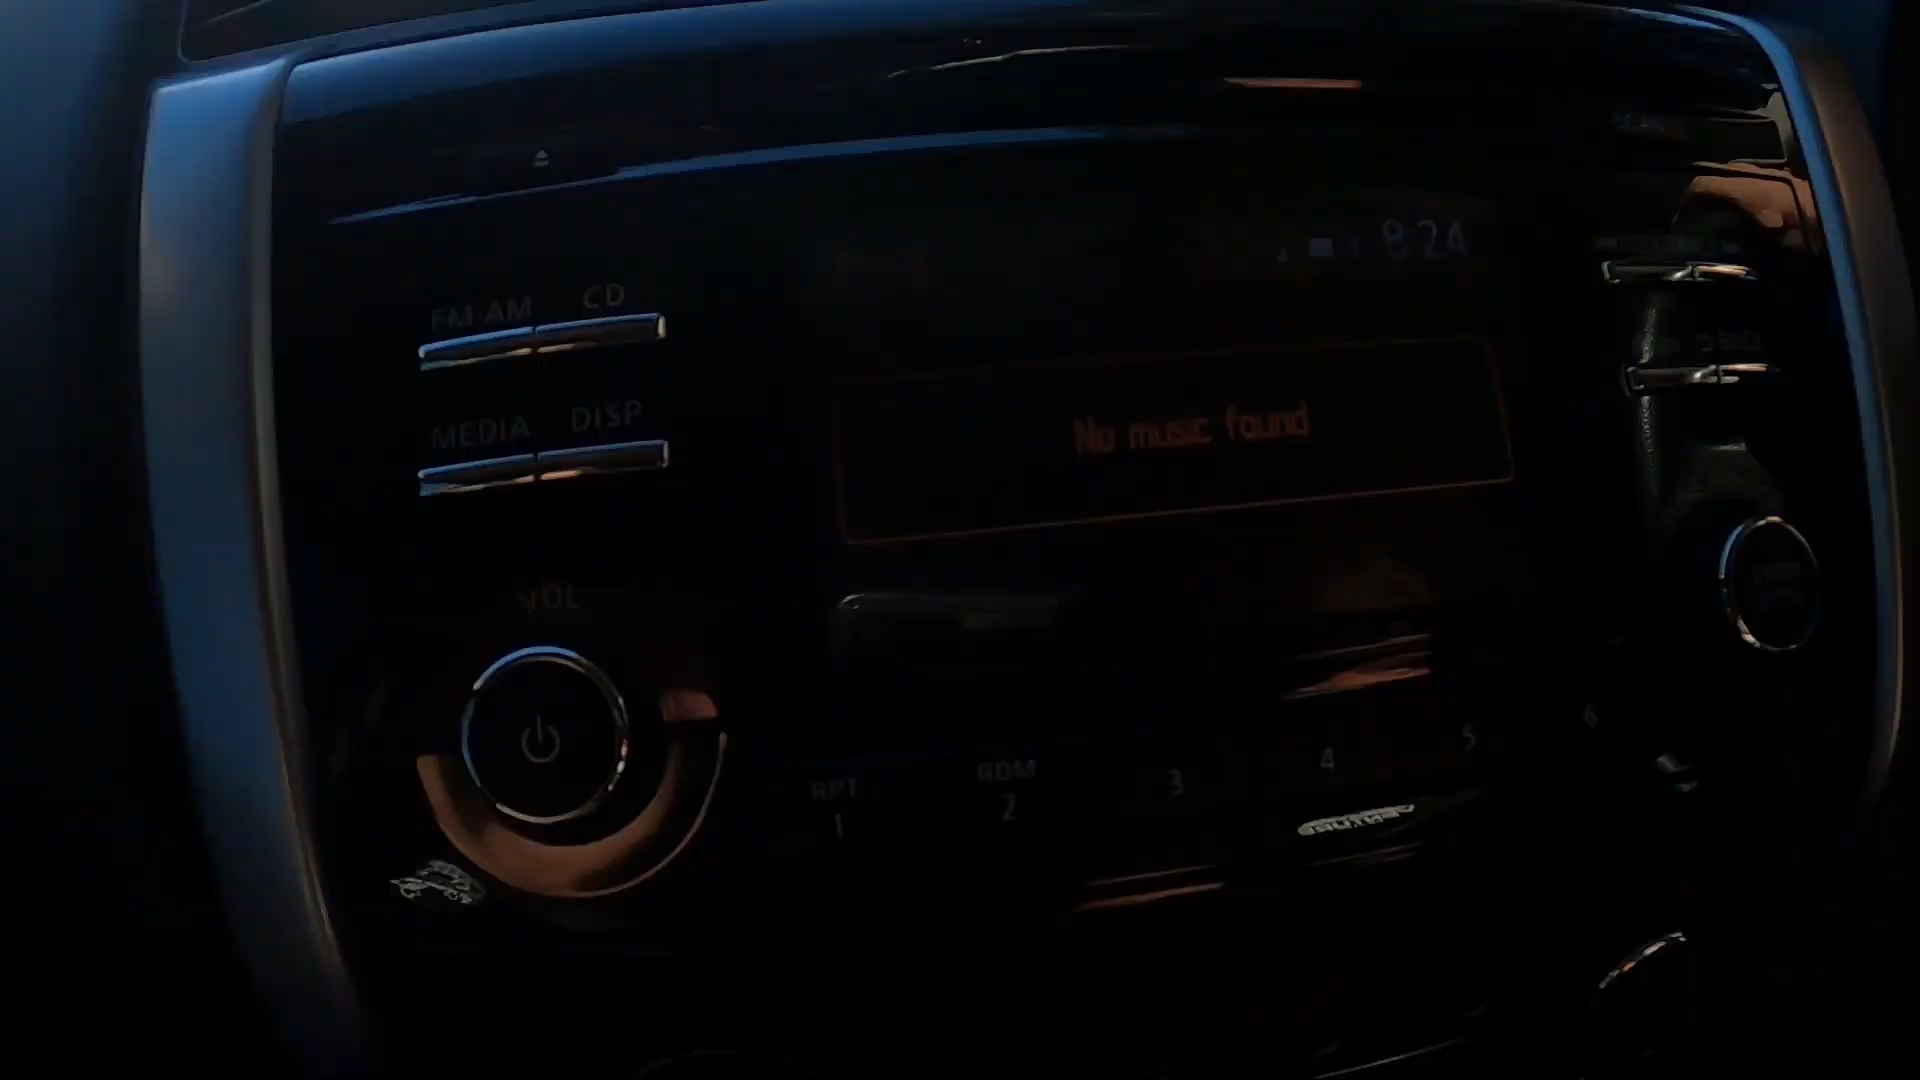 8:24
FM·AM CD
MEDIA DISP
No music found
VOL
RPT RDM
1 2 3 4 5 6